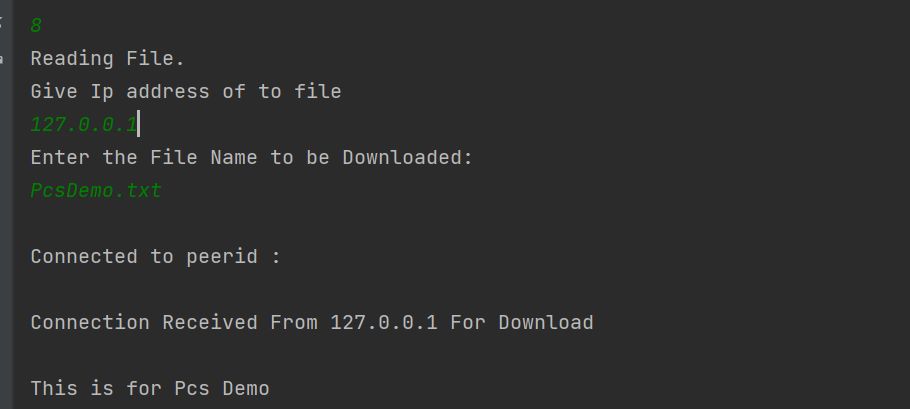 8
Reading File.
Give Ip address of to file
127.0.0.1
Enter the File Name to be Downloaded:
PcsDemo.txt
Connected to peerid :
Connection Received From 127.0.0.1 For Download
This is for Pcs Demo